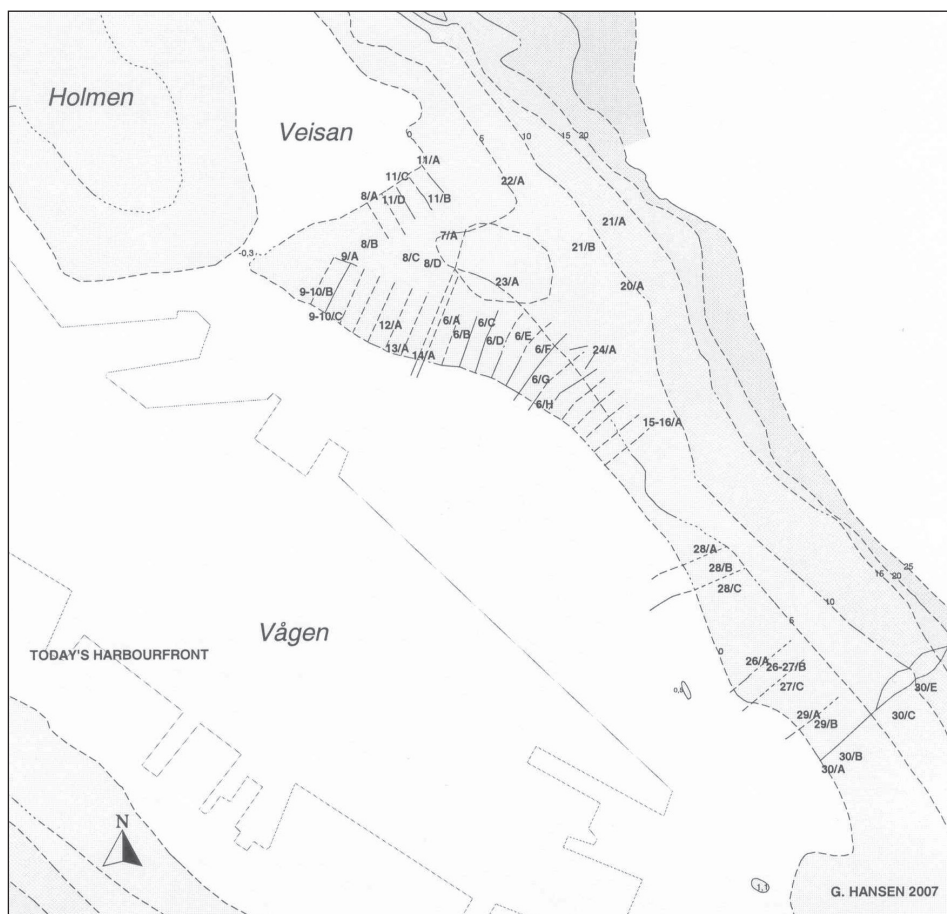 Holmen
Veisan
0
5
10
15
20
11/A
11/C
22/A
8/A
11/D
11/B
21/A
7/A
8/B
21/B
-0,3
9/A
8/C
8/D
23/A
20/A
9-10/B
9-10/C
12/A
6/A
6/C
6/B
6/D
6/E
13/A
14/A
6/F
24/A
6/G
6/H
15-16/A
28/A
28/B
28/C
25
15
20
10
5
Vågen
TODAY'S HARBOURFRONT
0
26/A
26-27/B
27/C
0,5
30/E
29/A
29/B
30/C
30/B
30/A
N
1,1
G. HANSEN 2007